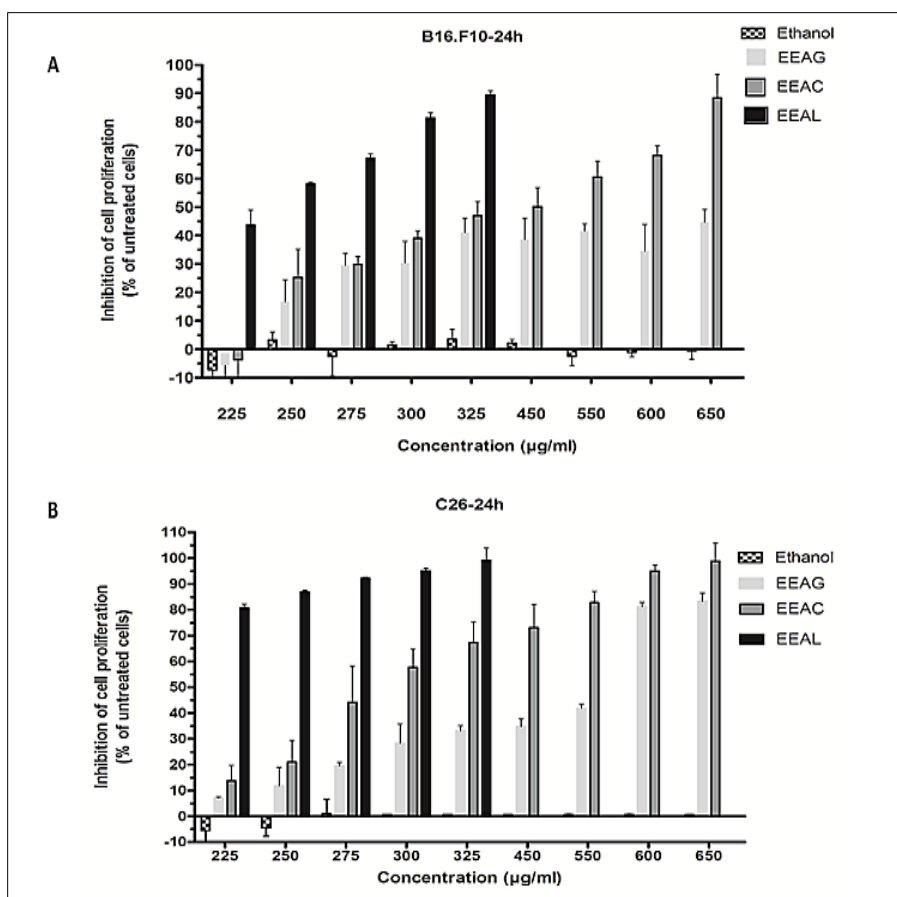 A
B16.F10-24h
Ethanol
EEAG
EEAC
EEAL
Inhibition of cell proliferation
(% of untreated cells)
100
90
80
70
60
50
40
30
20
10
0
-10
225 250 275 300 325 450 550 600 650
Concentration (µg/ml)
B
C26-24h
Ethanol
EEAG
EEAC
EEAL
Inhibition of cell proliferation
(% of untreated cells)
110
100
90
80
70
60
50
40
30
20
10
0
-10
225 250 275 300 325 450 550 600 650
Concentration (µg/ml)